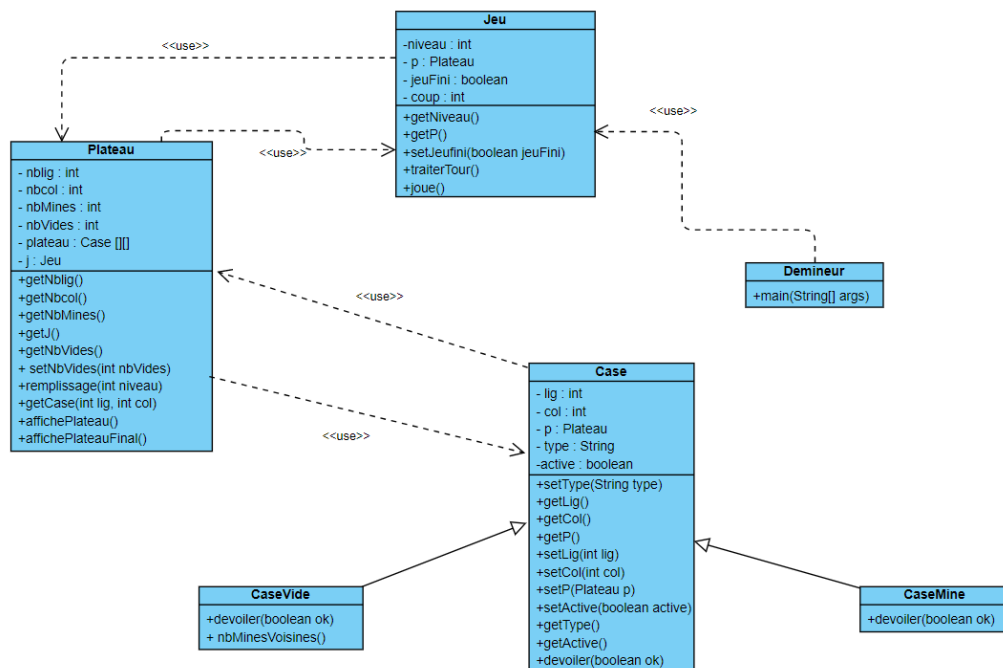 Jeu
-niveau : int
- p : Plateau
- jeuFini : boolean
- coup : int
+getNiveau()
+getP()
+setJeufini(boolean jeuFini)
+traiterTour()
+joue()
<<use>>
<<use>>
<<use>>
Plateau
- nblig : int
- nbcol : int
- nbMines : int
- nbVides : int
- plateau : Case [][]
- j : Jeu
+getNblig()
+getNbcol()
+getNbMines()
+getJ()
+getNbVides()
+ setNbVides(int nbVides)
+remplissage(int niveau)
+getCase(int lig, int col)
+affichePlateau()
+affichePlateauFinal()
Demineur
+main(String[] args)
<<use>>
<<use>>
Case
- lig : int
- col : int
- p : Plateau
- type : String
-active : boolean
+setType(String type)
+getLig()
+getCol()
+getP()
+setLig(int lig)
+setCol(int col)
+setP(Plateau p)
+setActive(boolean active)
+getType()
+getActive()
+devoiler(boolean ok)
CaseVide
+devoiler(boolean ok)
+ nbMinesVoisines()
CaseMine
+devoiler(boolean ok)